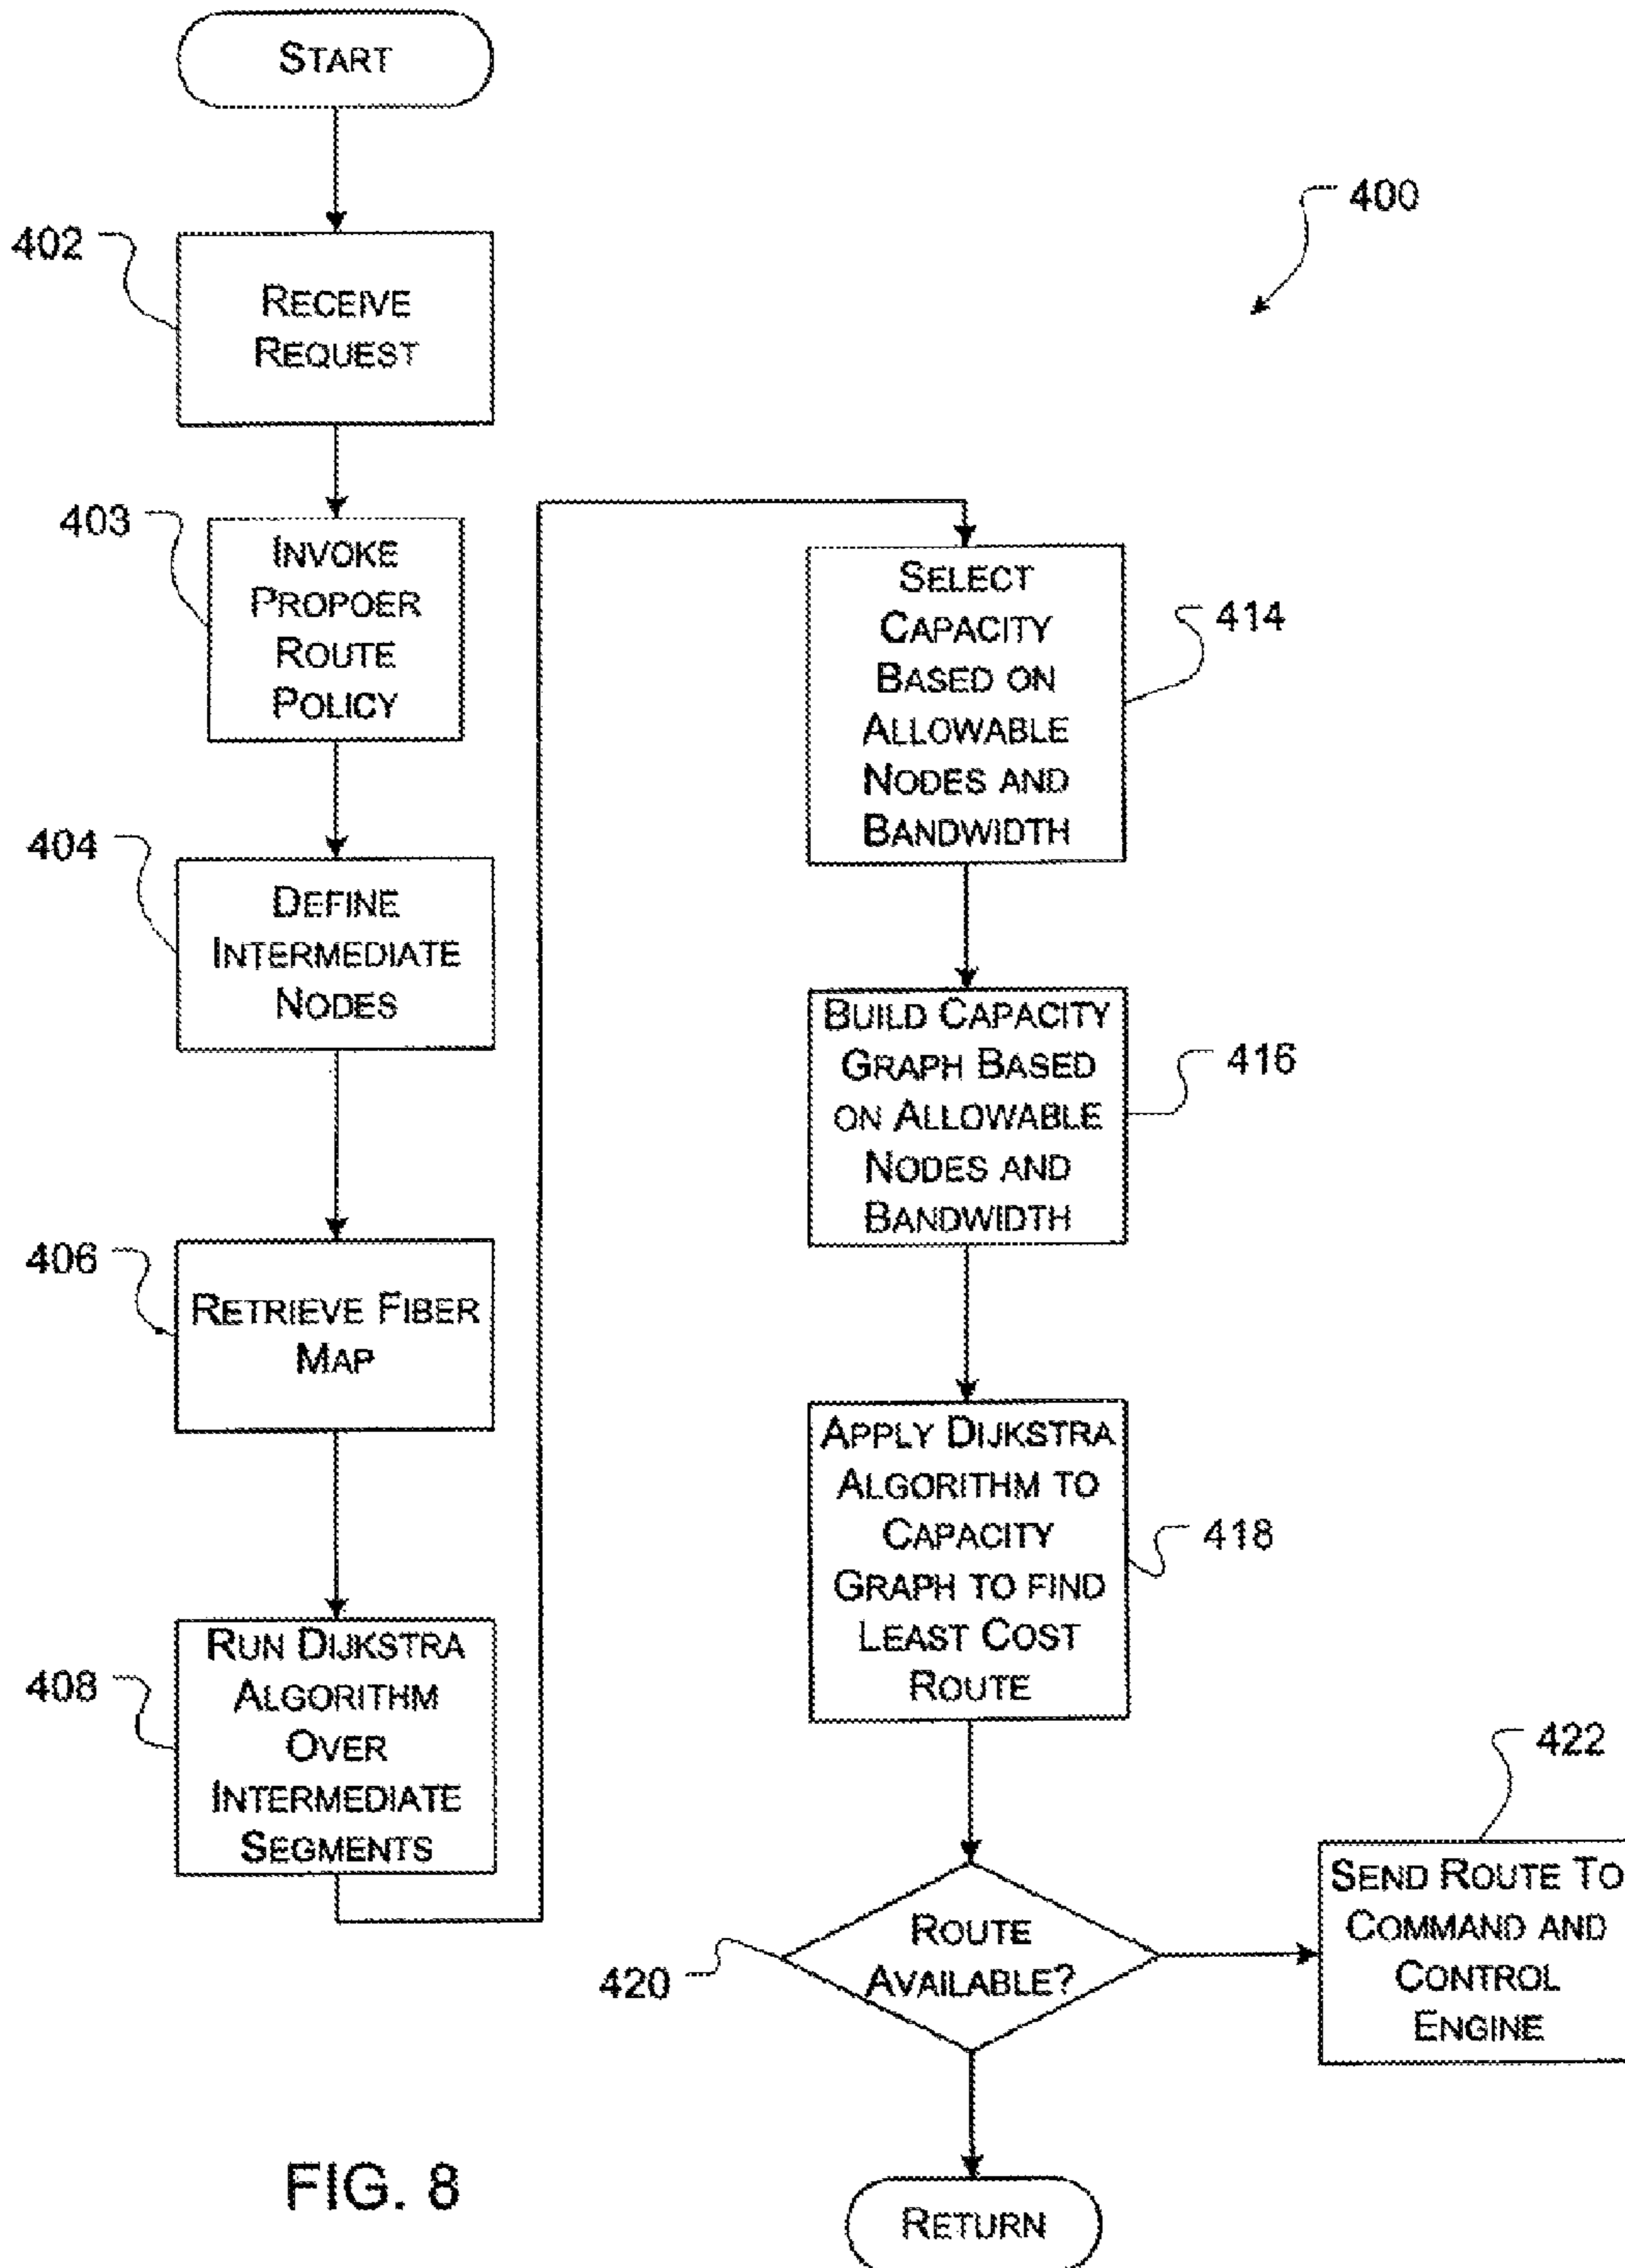 START
402
RECEIVE
REQUEST
403
INVOKE
PROPOER
ROUTE
POLICY
404
DEFINE
INTERMEDIATE
NODES
406
RETRIEVE FIBER
MAP
408
RUN DIJKSTRA
ALGORITHM
OVER
INTERMEDIATE
SEGMENTS
400
SELECT
CAPACITY
BASED ON
ALLOWABLE
NODES AND
BANDWIDTH
414
BUILD CAPACITY
GRAPH BASED
ON ALLOWABLE
NODES AND
BANDWIDTH
416
APPLY DIJKSTRA
ALGORITHM TO
CAPACITY
GRAPH TO FIND
LEAST COST
ROUTE
418
ROUTE
AVAILABLE?
420
422
SEND ROUTE TO
COMMAND AND
CONTROL
ENGINE
RETURN
FIG. 8